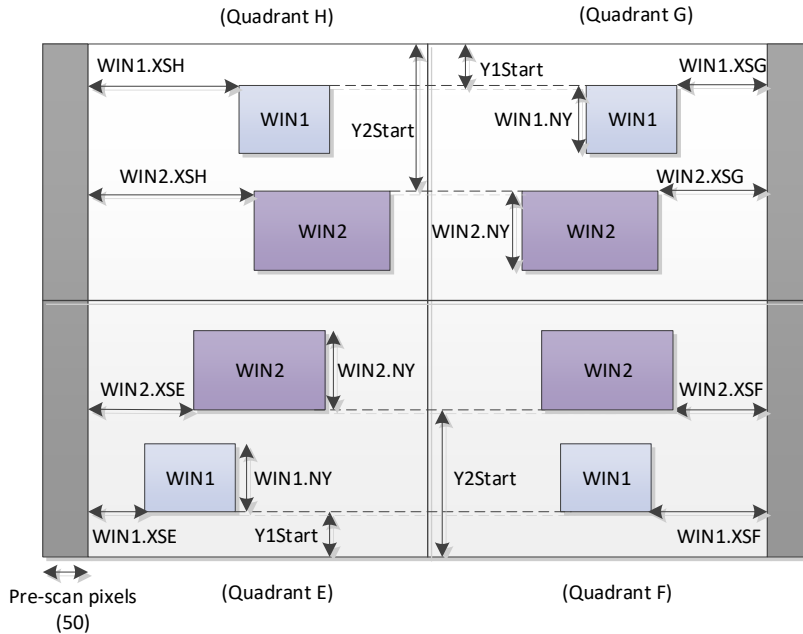 (Quadrant H)
(Quadrant G)
WIN1.XSH
Y1Start
WIN1.XSG
WIN1
Y2Start
WIN1.NY
WIN1
WIN2.XSH
WIN2.XSG
WIN2
WIN2.NY
WIN2
WIN2
WIN2.NY
WIN2
WIN2.XSE
WIN2.XSF
WIN1
WIN1.NY
Y2Start
WIN1
WIN1.XSE
Y1Start
WIN1.XSF
Pre-scan pixels
(50)
(Quadrant E)
(Quadrant F)